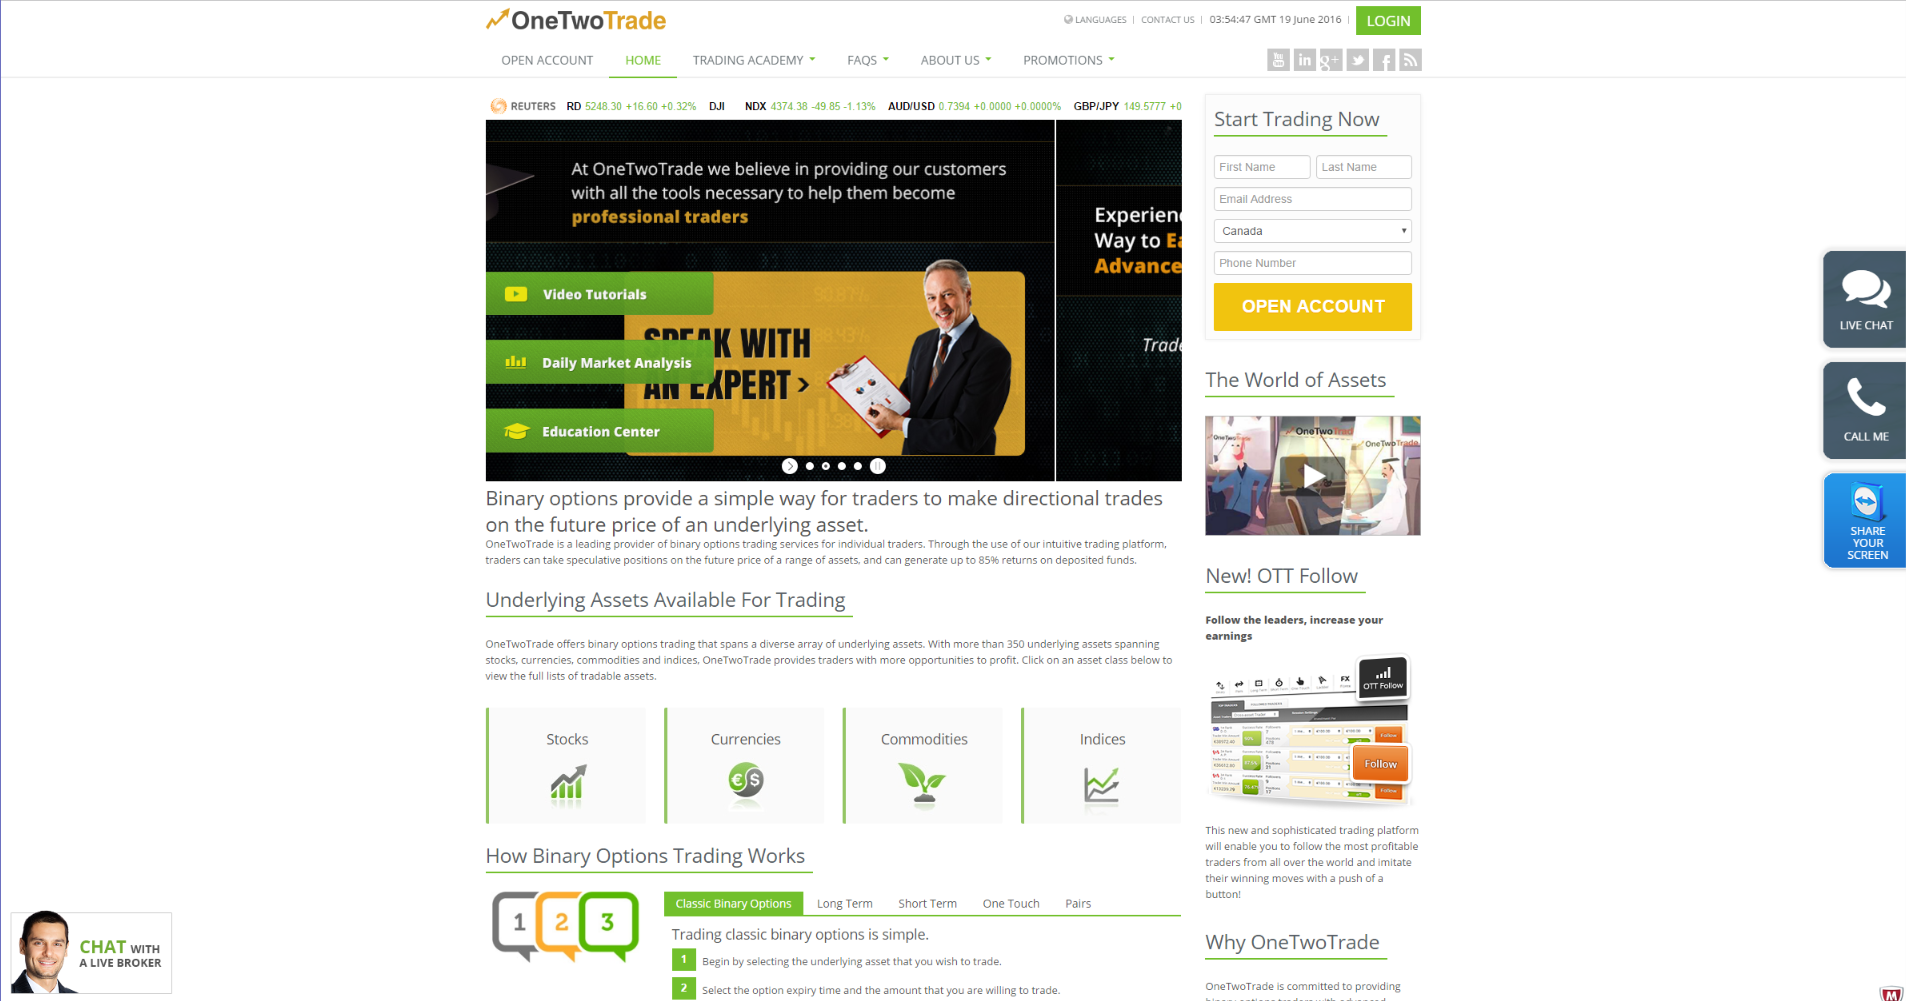 OneTwoTrade
LANGUAGES | CONTACT US | 03:54:47 GMT 19 June 2016 |
LOGIN
OPEN ACCOUNT
HOME
TRADING ACADEMY
FAQS
ABOUT US
PROMOTIONS
REUTERS RD 5248.30 +16.60 +0.32% DJI NDX 4374.38 -49.85 -1.13% AUD/USD 0.7394 +0.0000 +0.0000% GBP/JPY 149.5777 +0
At OneTwoTrade we believe in providing our customers
with all the tools necessary to help them become
professional traders
Video Tutorials
Daily Market Analysis
Education Center
SPEAK WITH
AN EXPERT >
Experien
Way to Ea
Advance
Trade
Start Trading Now
First Name
Last Name
Email Address
Canada
Phone Number
OPEN ACCOUNT
LIVE CHAT
CALL ME
SHARE
YOUR
SCREEN
The World of Assets
OneTwoTrade
OneTwoTrade
Binary options provide a simple way for traders to make directional trades
on the future price of an underlying asset.
OneTwoTrade is a leading provider of binary options trading services for individual traders. Through the use of our intuitive trading platform,
traders can take speculative positions on the future price of a range of assets, and can generate up to 85% returns on deposited funds.
Underlying Assets Available For Trading
OneTwoTrade offers binary options trading that spans a diverse array of underlying assets. With more than 350 underlying assets spanning
stocks, currencies, commodities and indices, OneTwoTrade provides traders with more opportunities to profit. Click on an asset class below to
view the full lists of tradable assets.
Stocks
Currencies
Commodities
Indices
New! OTT Follow
Follow the leaders, increase your
earnings
OTT Follow
Follow
This new and sophisticated trading platform
will enable you to follow the most profitable
traders from all over the world and imitate
their winning moves with a push of a
button!
How Binary Options Trading Works
1 2 3
Classic Binary Options
Long Term
Short Term
One Touch
Pairs
Trading classic binary options is simple.
1 Begin by selecting the underlying asset that you wish to trade.
2 Select the option expiry time and the amount that you are willing to trade.
Why OneTwoTrade
OneTwoTrade is committed to providing
CHAT WITH
A LIVE BROKER